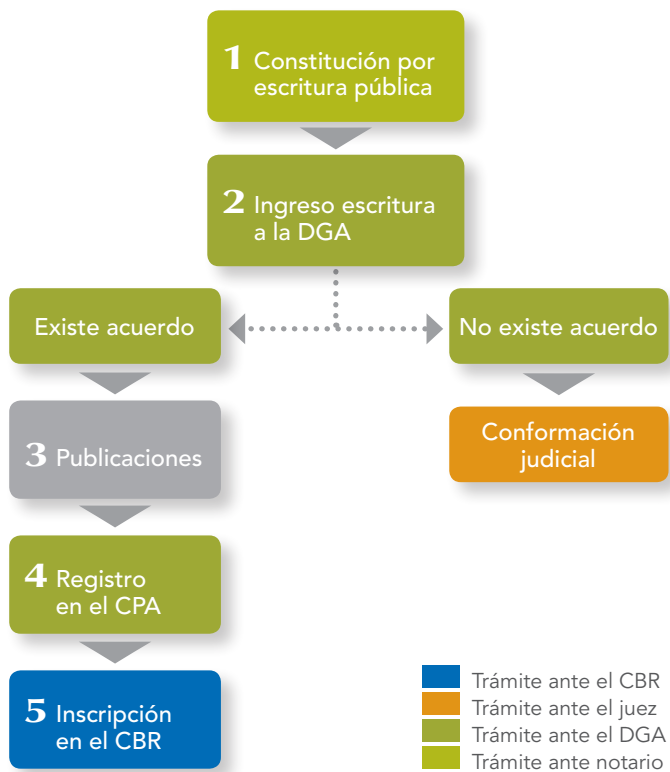 1 Constitución por
escritura pública
2 Ingreso escritura
a la DGA
Existe acuerdo
No existe acuerdo
3 Publicaciones
Conformación
judicial
4 Registro
en el CPA
5 Inscripción
en el CBR
Trámite ante el CBR
Trámite ante el juez
Trámite ante el DGA
Trámite ante notario